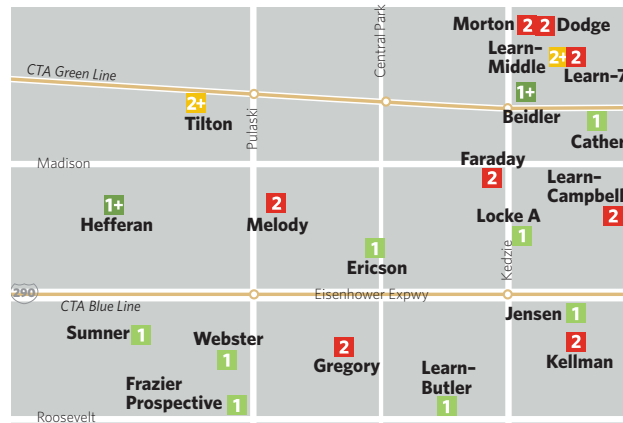 Morton 2 2 Dodge
Central Park
Learn–
Middle
2+ 2
Learn–7
CTA Green Line
2+
Tilton
1+
Beidler
1
Cather
Pulaski
Madison
Faraday
2
Learn–
Campbell
2
1+
Hefferan
2
Melody
Locke A
1
1
Ericson
Kedzie
290
Eisenhower Expwy
CTA Blue Line
Jensen 1
Sumner 1
Webster
1
2
Gregory
2
Kellman
Learn–
Butler
1
Frazier
Prospective 1
Roosevelt